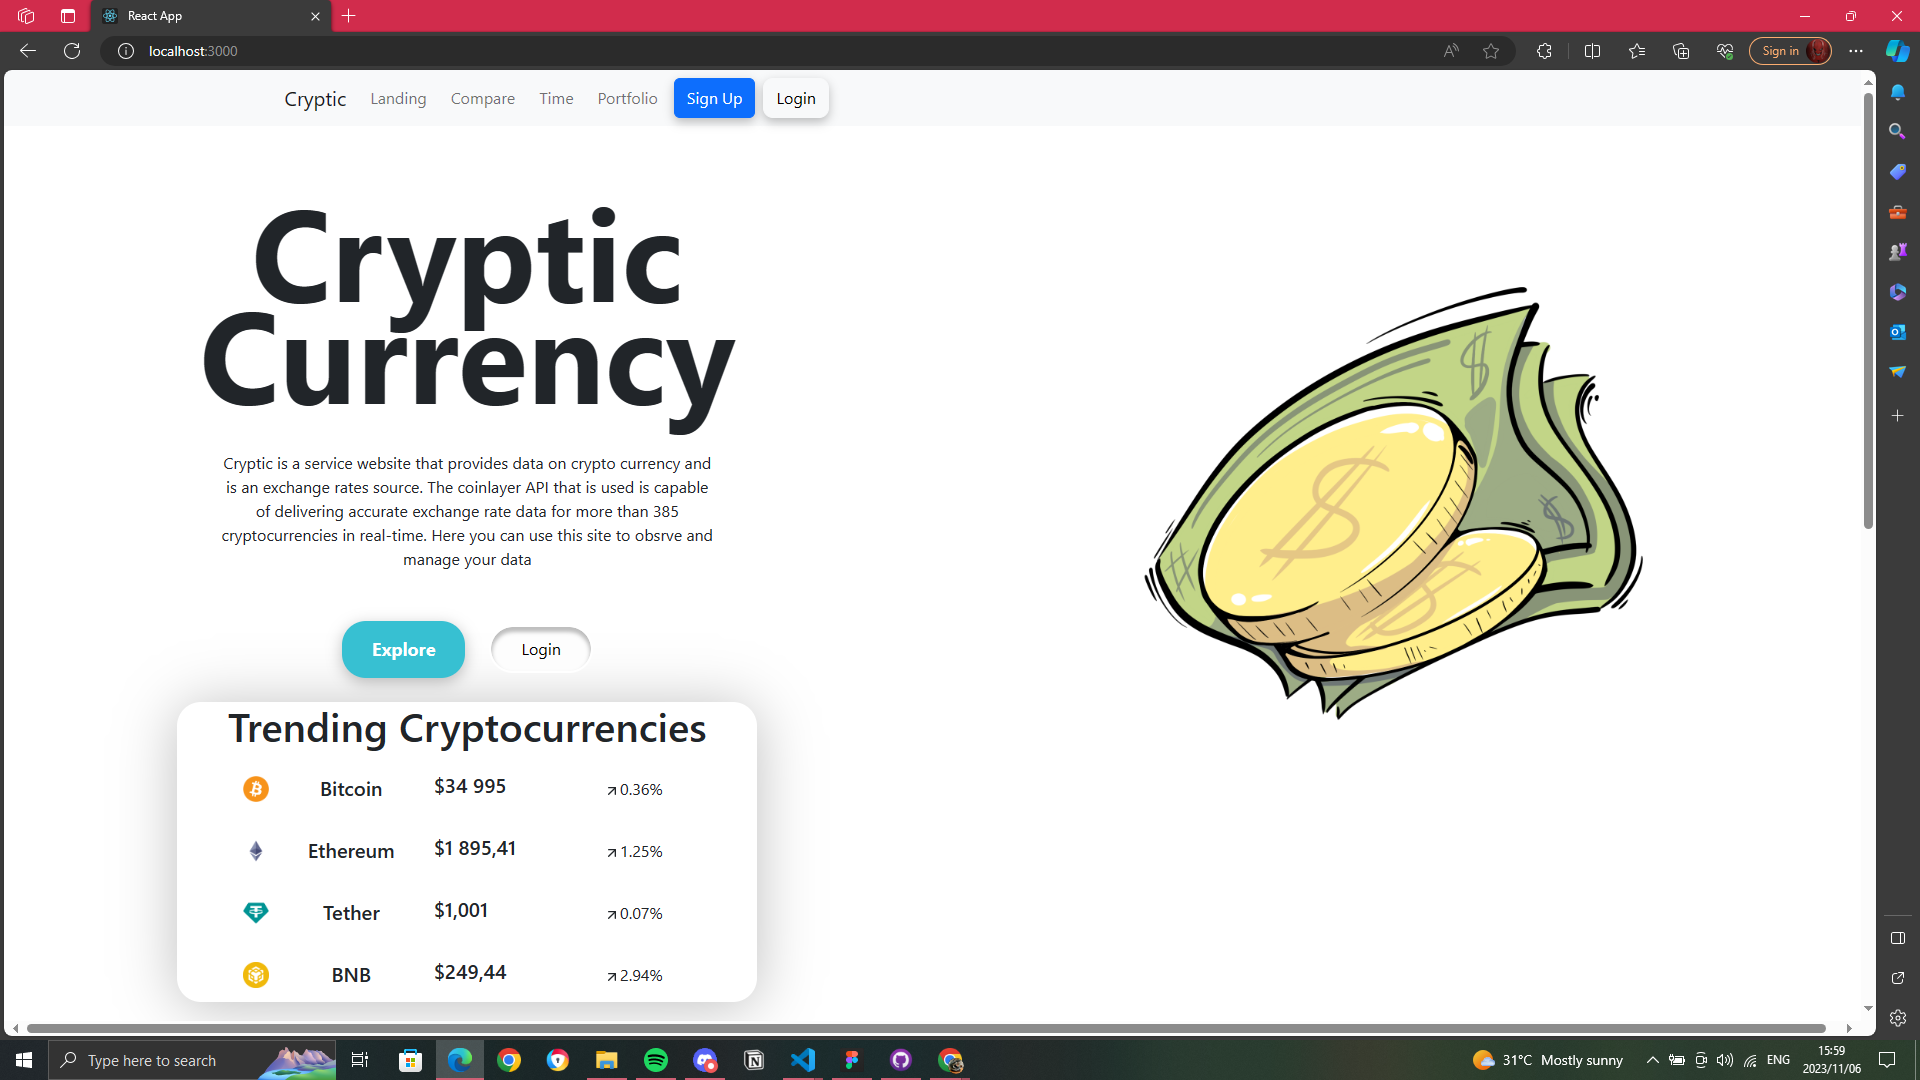 React App
localhost:3000
Sign in
Cryptic Landing Compare Time Portfolio Sign Up Login
Cryptic
Currency
Cryptic is a service website that provides data on crypto currency and
is an exchange rates source. The coinlayer API that is used is capable
of delivering accurate exchange rate data for more than 385
cryptocurrencies in real-time. Here you can use this site to obsrve and
manage your data
Explore Login
Trending Cryptocurrencies
Bitcoin $34 995 0.36%
Ethereum $1 895,41 1.25%
Tether $1,001 0.07%
BNB $249,44 2.94%
Type here to search
31°C Mostly sunny
ENG
15:59
2023/11/06